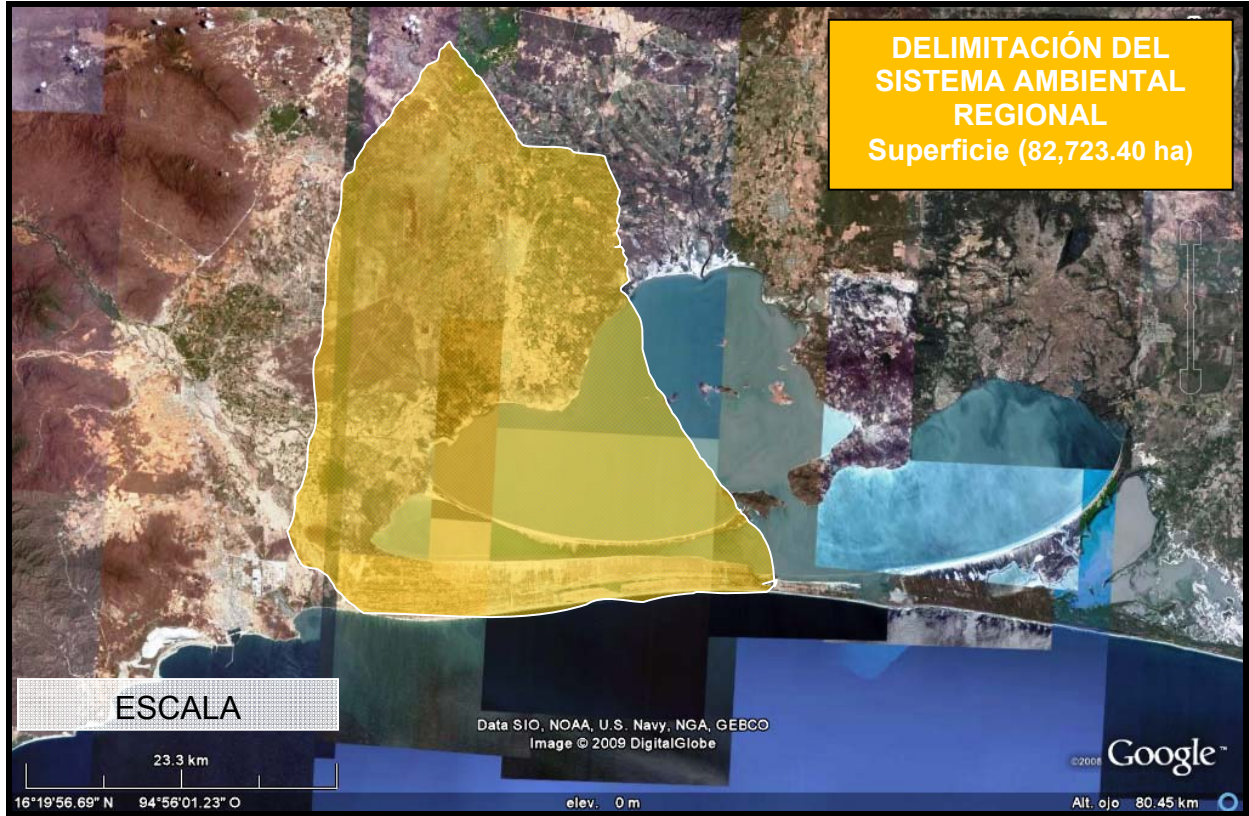 DELIMITACIÓN DEL
SISTEMA AMBIENTAL
REGIONAL
Superficie (82,723.40 ha)
ESCALA
Data SIO, NOAA, U.S. Navy, NGA, GEBCO
Image © 2009 DigitalGlobe
23.3 km
©2008 Google™
16°19'56.69" N 94°56'01.23" O elev. 0 m Alt. ojo 80.45 km